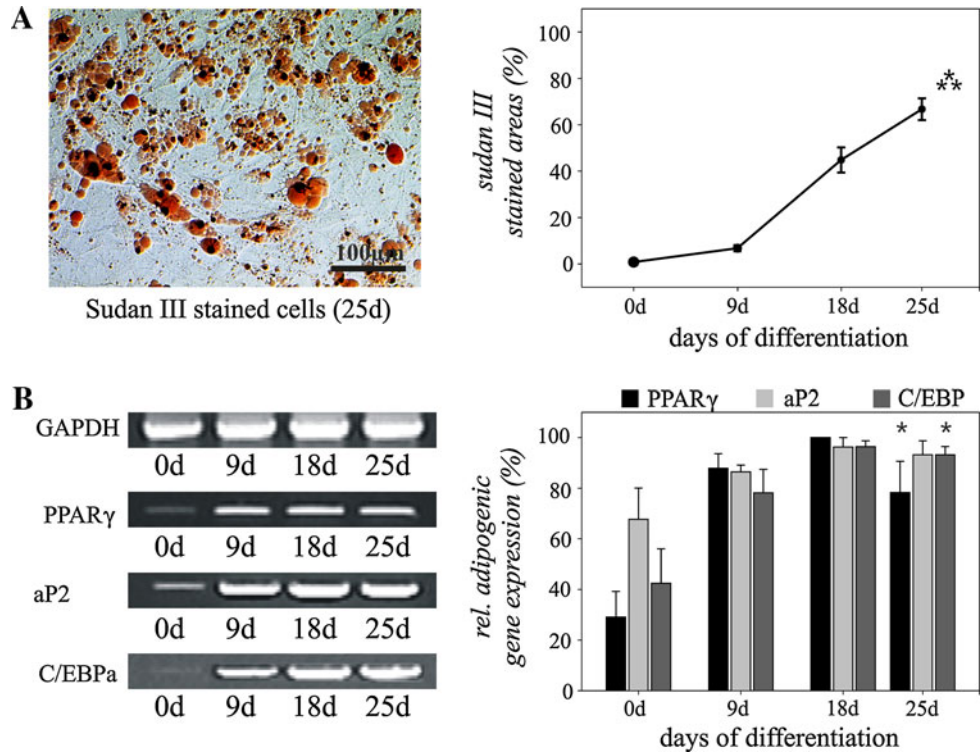 A
100μm
Sudan III stained cells (25d)
sudan III
stained areas (%)
100
80
60
40
20
0
***
0d 9d 18d 25d
days of differentiation
B
GAPDH
0d 9d 18d 25d
PPARγ
0d 9d 18d 25d
aP2
0d 9d 18d 25d
C/EBPa
0d 9d 18d 25d
PPARγ aP2 C/EBP
rel. adipogenic
gene expression (%)
100
80
60
40
20
0
* *
0d 9d 18d 25d
days of differentiation